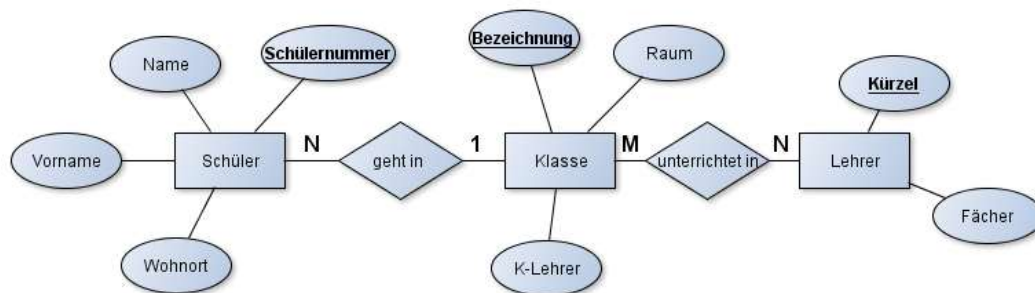 Name
Schülernummer
Bezeichnung
Raum
Kürzel
Vorname
Schüler
N
geht in
1
Klasse
M
unterrichtet in
N
Lehrer
Fächer
Wohnort
K-Lehrer